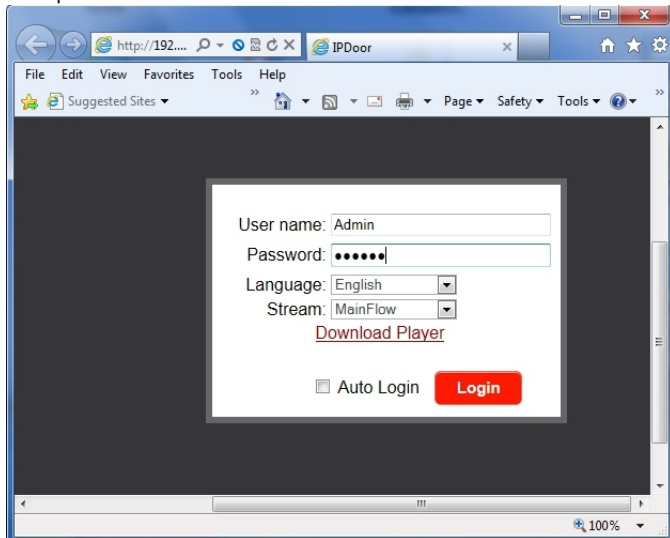 http://192.... IPDoor
File Edit View Favorites Tools Help
Suggested Sites Page Safety Tools
User name: Admin
Password: ••••••
Language: English
Stream: MainFlow
Download Player
Auto Login Login
100%